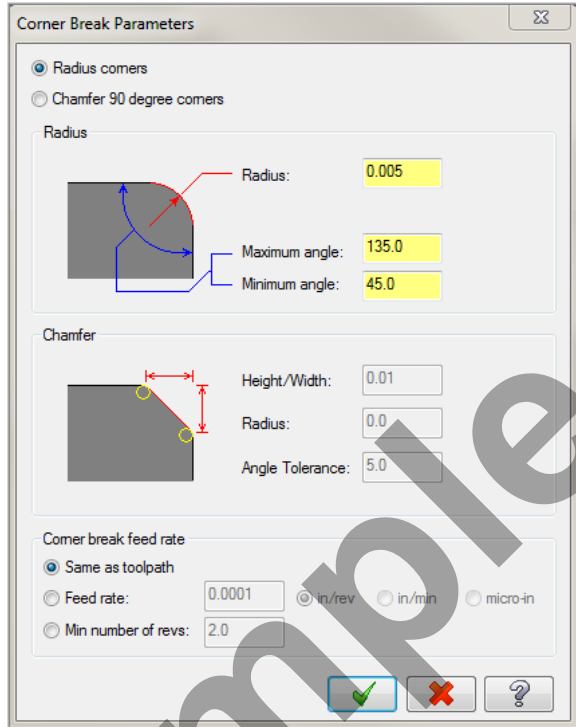 Corner Break Parameters
Radius corners
Chamfer 90 degree corners
Radius
Radius: 0.005
Maximum angle: 135.0
Minimum angle: 45.0
Chamfer
Height/Width: 0.01
Radius: 0.0
Angle Tolerance: 5.0
Corner break feed rate
Same as toolpath
Feed rate: 0.0001 in/rev in/min micro-in
Min number of revs: 2.0
mple